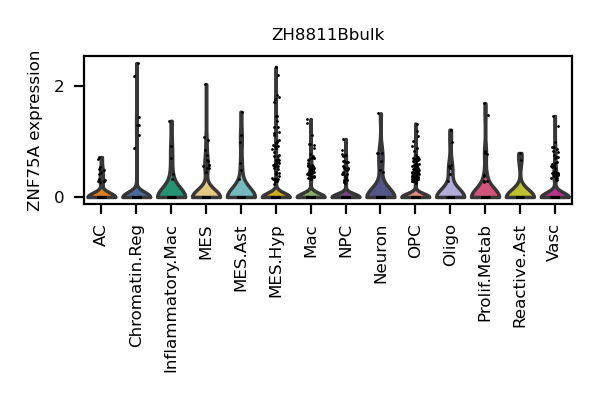 ZH8811Bbulk
ZNF75A expression
2
0
AC
Chromatin.Reg
Inflammatory.Mac
MES
MES.Ast
MES.Hyp
Mac
NPC
Neuron
OPC
Oligo
Prolif.Metab
Reactive.Ast
Vasc